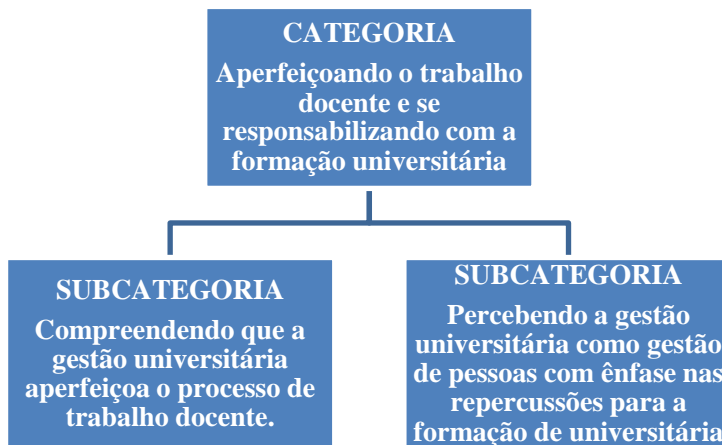 CATEGORIA
Aperfeiçoando o trabalho
docente e se
responsabilizando com a
formação universitária
SUBCATEGORIA
Compreendendo que a
gestão universitária
aperfeiçoa o processo de
trabalho docente.
SUBCATEGORIA
Percebendo a gestão
universitária como gestão
de pessoas com ênfase nas
repercussões para a
formação de universitária